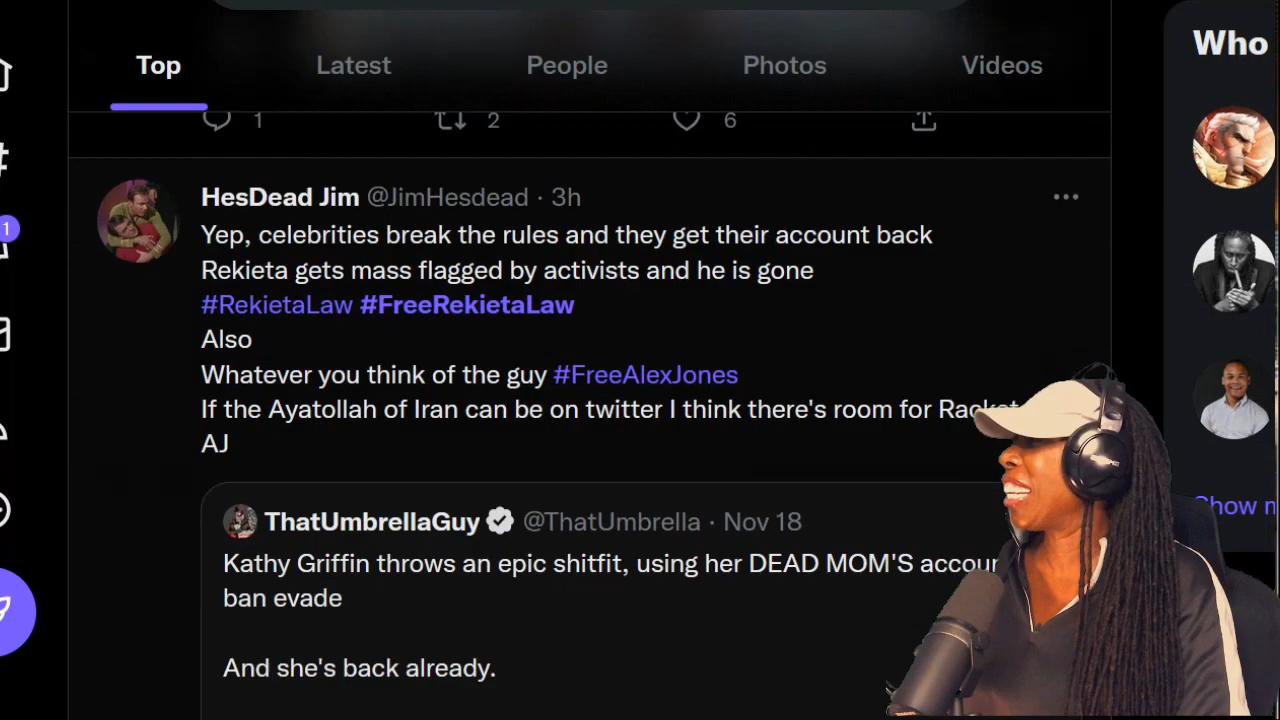 Who
Top
Latest
People
Photos
Videos
1
2
6
1
HesDead Jim @JimHesdead · 3h
Yep, celebrities break the rules and they get their account back
Rekieta gets mass flagged by activists and he is gone
#RekietaLaw #FreeRekietaLaw
Also
Whatever you think of the guy #FreeAlexJones
If the Ayatollah of Iran can be on twitter I think there's room for
AJ
ThatUmbrellaGuy @ThatUmbrella · Nov 18
Kathy Griffin throws an epic shitfit, using her DEAD MOM'S
ban evade
And she's back already.
Show